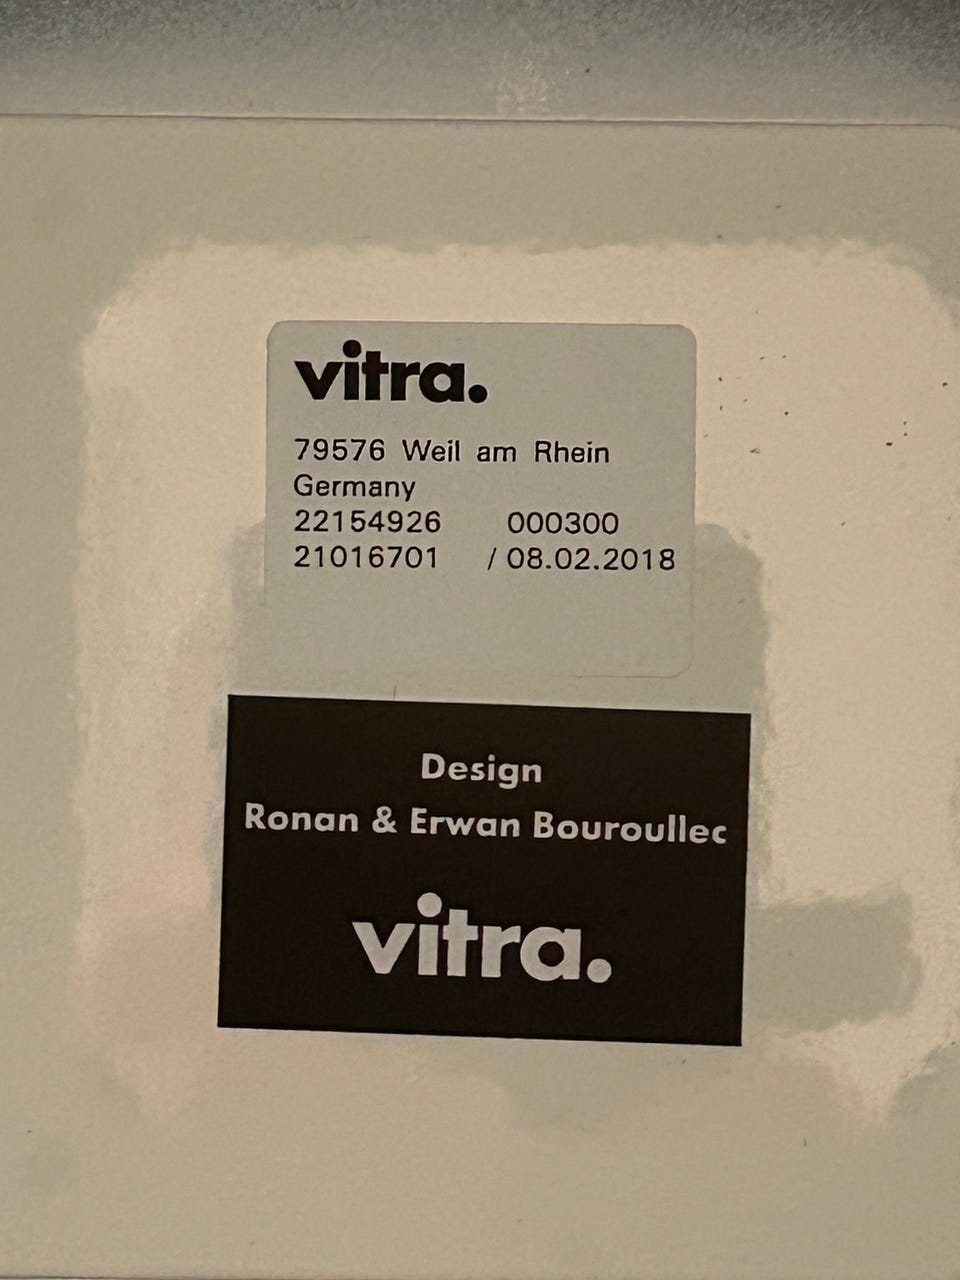 vitra.
79576 Weil am Rhein
Germany
22154926 000300
21016701 / 08.02.2018
Design
Ronan & Erwan Bouroullec
vitra.